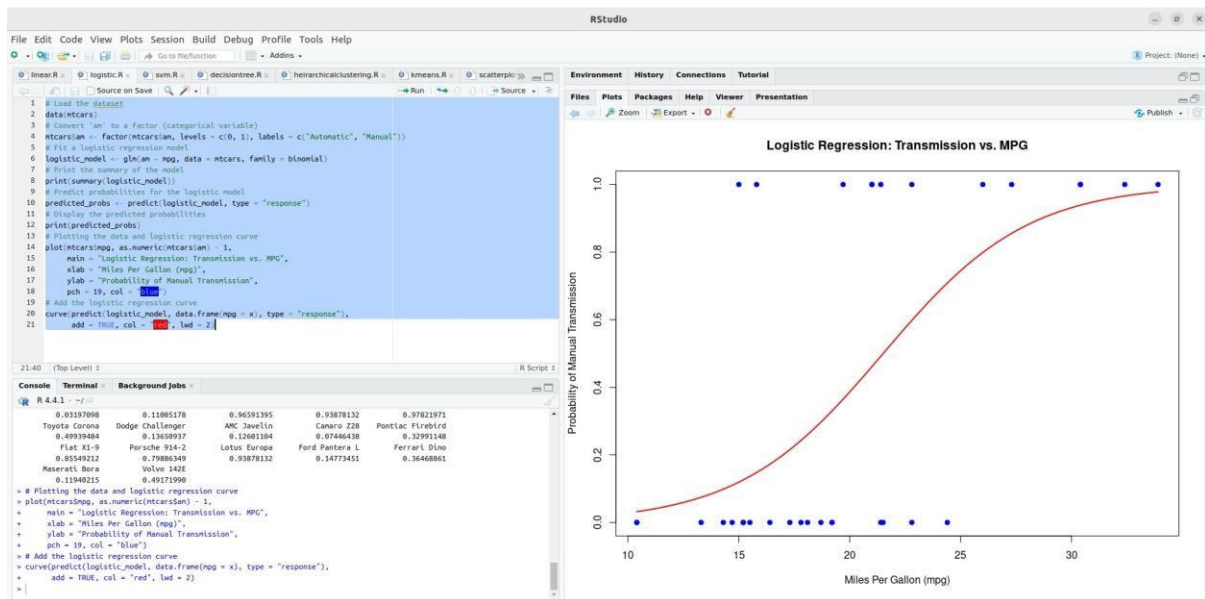 RStudio
File Edit Code View Plots Session Build Debug Profile Tools Help
Go to file/function
Addins
Project: (None)
linear.R
logistic.R
svm.R
decisiontree.R
heirarchicalclustering.R
kmeans.R
scatterplo
Source on Save
Run
Source
1 # Load the dataset
2 data(mtcars)
3 # Convert 'am' to a factor (categorical variable)
4 mtcars$am <- factor(mtcars$am, levels = c(0, 1), labels = c("Automatic", "Manual"))
5 # Fit a logistic regression model
6 logistic_model <- glm(am ~ mpg, data = mtcars, family = binomial)
7 # Print the summary of the model
8 print(summary(logistic_model))
9 # Predict probabilities for the logistic model
10 predicted_probs <- predict(logistic_model, type = "response")
11 # Display the predicted probabilities
12 print(predicted_probs)
13 # Plotting the data and logistic regression curve
14 plot(mtcars$mpg, as.numeric(mtcars$am) - 1,
15 main = "Logistic Regression: Transmission vs. MPG",
16 xlab = "Miles Per Gallon (mpg)",
17 ylab = "Probability of Manual Transmission",
18 pch = 19, col = "blue")
19 # Add the logistic regression curve
20 curve(predict(logistic_model, data.frame(mpg = x), type = "response"),
21 add = TRUE, col = "red", lwd = 2)
21:40 (Top Level) R Script
Console Terminal Background Jobs
R 4.4.1 · ~/
0.03197098 0.11005178 0.96591395 0.93878132 0.97821971
Toyota Corona Dodge Challenger AMC Javelin Camaro Z28 Pontiac Firebird
0.49939484 0.13650937 0.12601104 0.07446438 0.32991148
Fiat X1-9 Porsche 914-2 Lotus Europa Ford Pantera L Ferrari Dino
0.85549212 0.79886349 0.93878132 0.14773451 0.36468861
Maserati Bora Volvo 142E
0.11940215 0.49171990
> # Plotting the data and logistic regression curve
> plot(mtcars$mpg, as.numeric(mtcars$am) - 1,
+ main = "Logistic Regression: Transmission vs. MPG",
+ xlab = "Miles Per Gallon (mpg)",
+ ylab = "Probability of Manual Transmission",
+ pch = 19, col = "blue")
> # Add the logistic regression curve
> curve(predict(logistic_model, data.frame(mpg = x), type = "response"),
+ add = TRUE, col = "red", lwd = 2)
>
Environment History Connections Tutorial
Files Plots Packages Help Viewer Presentation
Zoom Export Publish
Logistic Regression: Transmission vs. MPG
Probability of Manual Transmission
1.0
0.8
0.6
0.4
0.2
0.0
10 15 20 25 30
Miles Per Gallon (mpg)